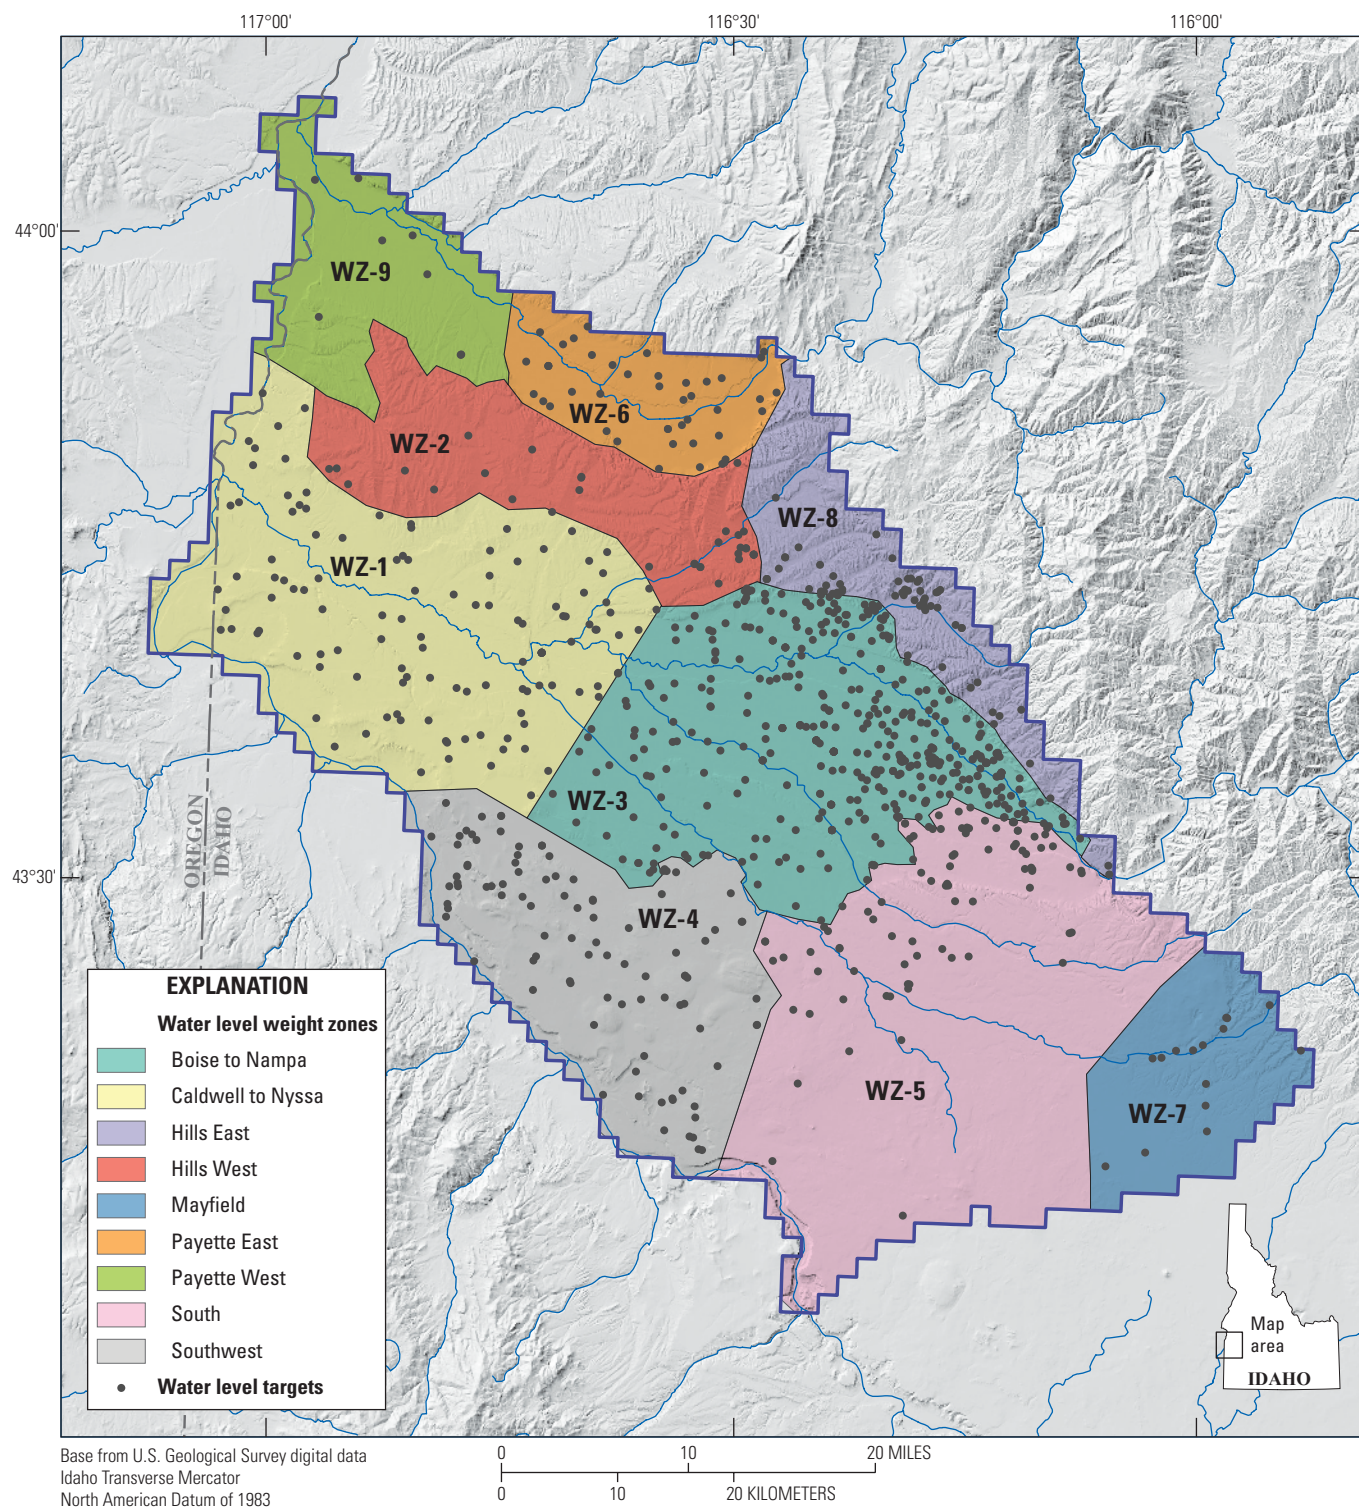 117°00'
116°30'
116°00'
44°00'
WZ-9
WZ-6
WZ-2
WZ-8
WZ-1
WZ-3
OREGON
IDAHO
43°30'
WZ-4
EXPLANATION
Water level weight zones
Boise to Nampa
Caldwell to Nyssa
WZ-5
WZ-7
Hills East
Hills West
Mayfield
Payette East
Payette West
South
Southwest
Water level targets
Map
area
IDAHO
Base from U.S. Geological Survey digital data
Idaho Transverse Mercator
North American Datum of 1983
0 10 20 MILES
0 10 20 KILOMETERS